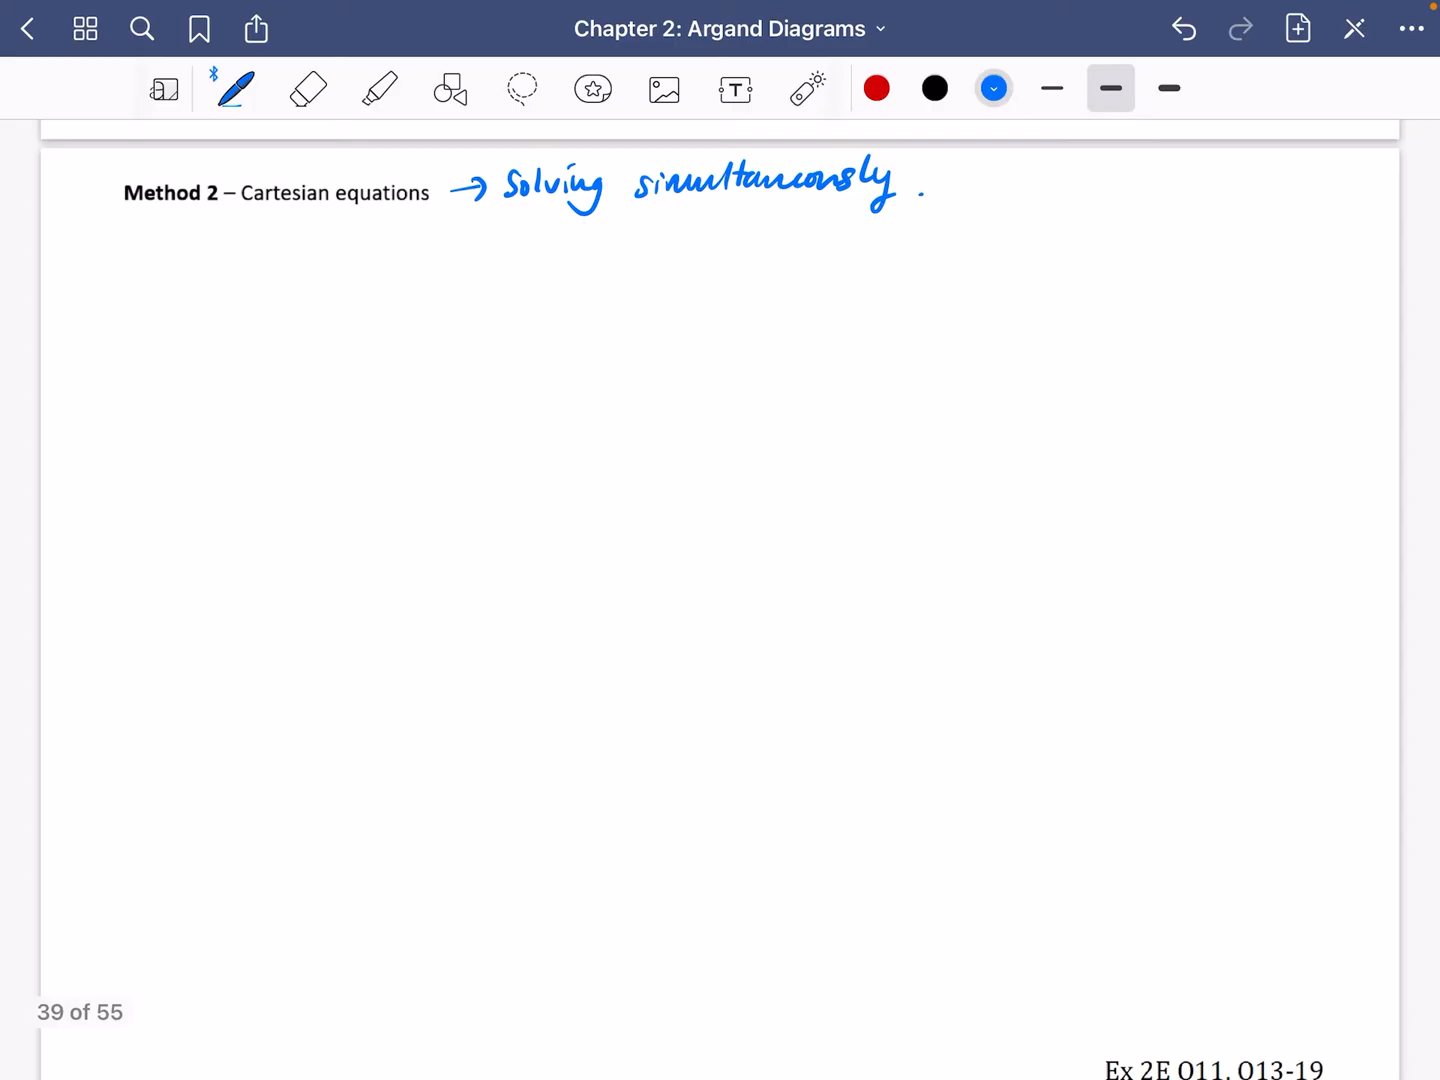 Chapter 2: Argand Diagrams
T
Method 2 – Cartesian equations → Solving simultaneously.
39 of 55
Ex 2E Q11, Q13-19